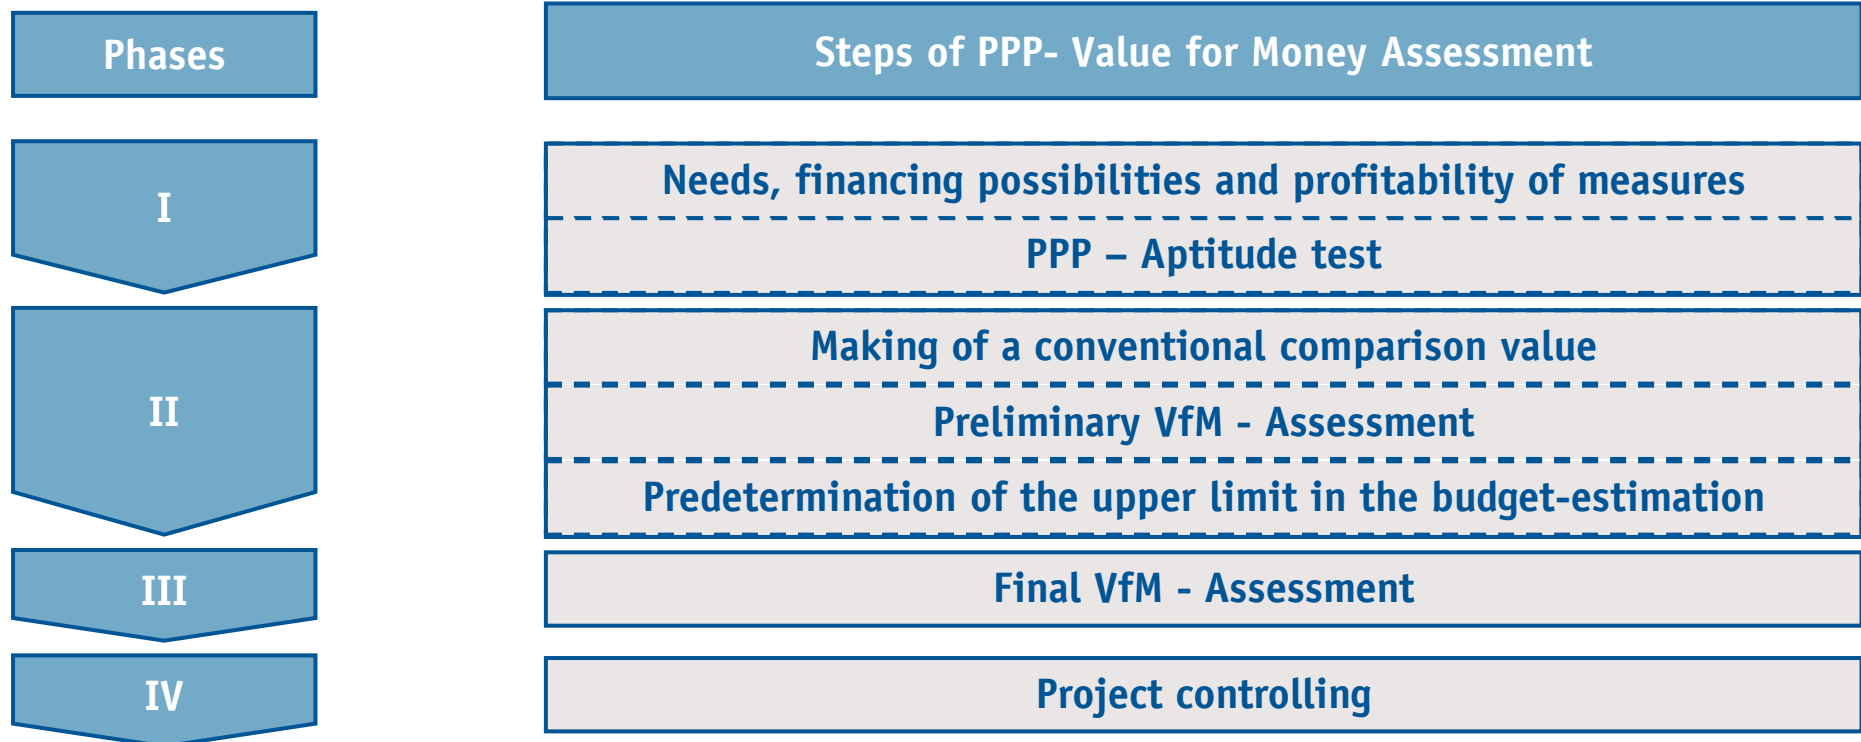 Phases
Steps of PPP- Value for Money Assessment
I
Needs, financing possibilities and profitability of measures
PPP – Aptitude test
II
Making of a conventional comparison value
Preliminary VfM - Assessment
Predetermination of the upper limit in the budget-estimation
III
Final VfM - Assessment
IV
Project controlling